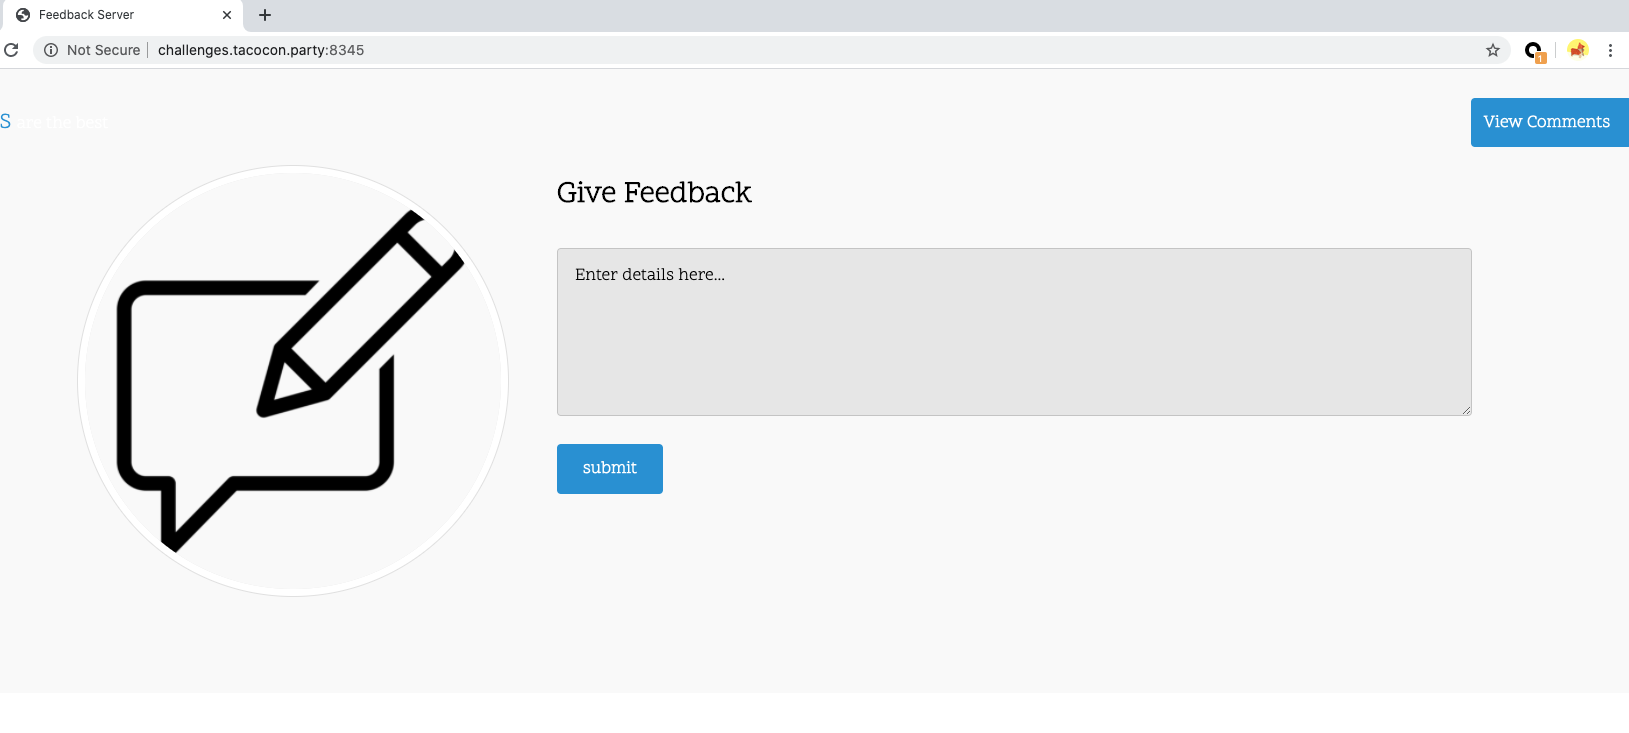 Feedback Server
Not Secure challenges.tacocon.party:8345
S are the best
View Comments
Give Feedback
Enter details here...
submit